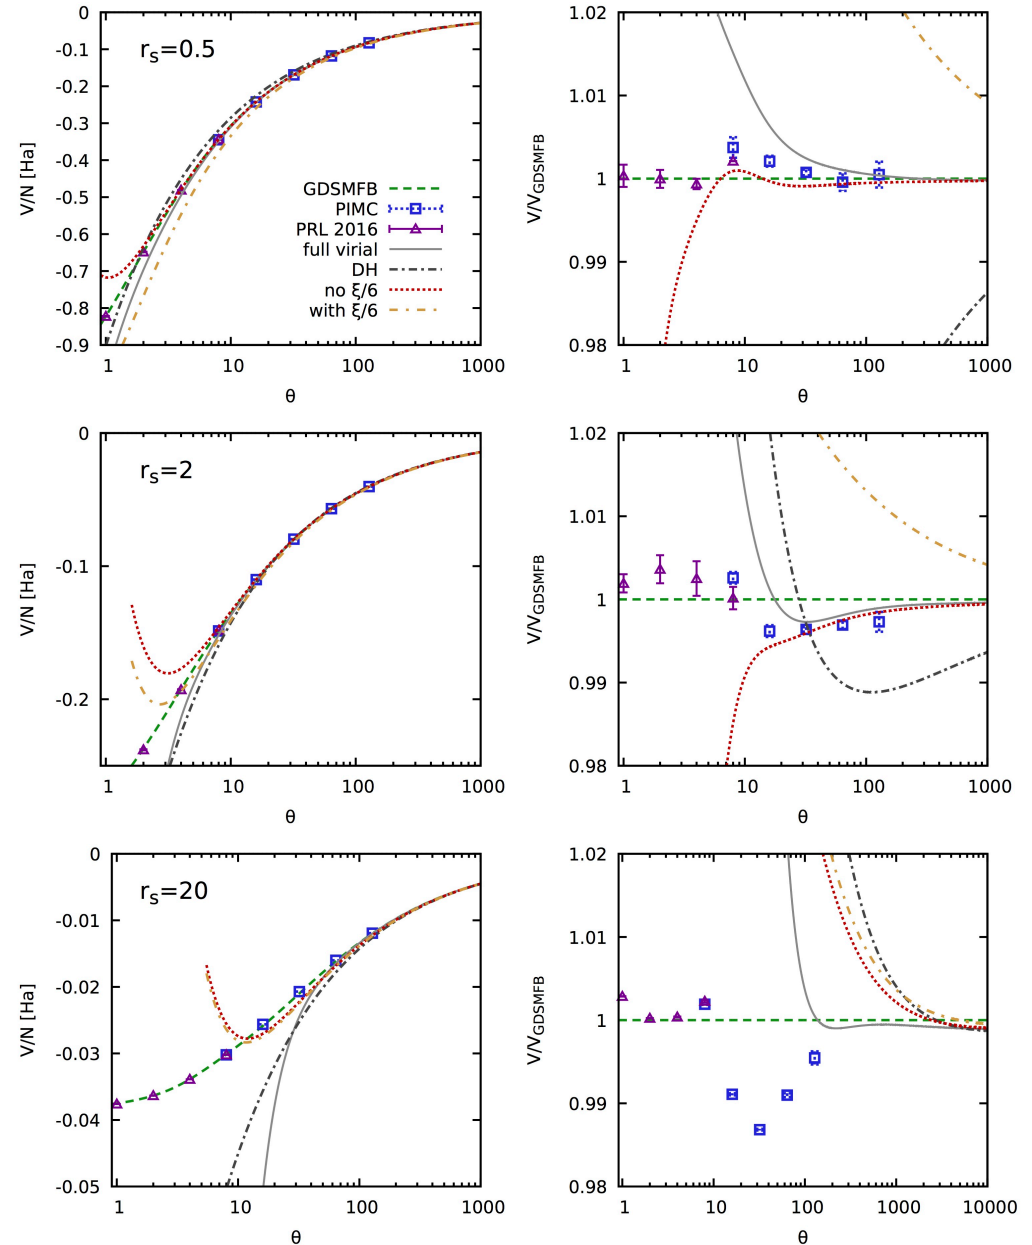 0
-0.1
-0.2
-0.3
-0.4
-0.5
-0.6
-0.7
-0.8
-0.9
V/N [Ha]
rs=0.5
GDSMFB
PIMC
PRL 2016
full virial
DH
no ξ/6
with ξ/6
1 10 100 1000
θ
1.02
1.01
1
0.99
0.98
V/VGDSMFB
1 10 100 1000
θ
0
-0.1
-0.2
V/N [Ha]
rs=2
1 10 100 1000
θ
1.02
1.01
1
0.99
0.98
V/VGDSMFB
1 10 100 1000
θ
0
-0.01
-0.02
-0.03
-0.04
-0.05
V/N [Ha]
rs=20
1 10 100 1000
θ
1.02
1.01
1
0.99
0.98
V/VGDSMFB
1 10 100 1000 10000
θ